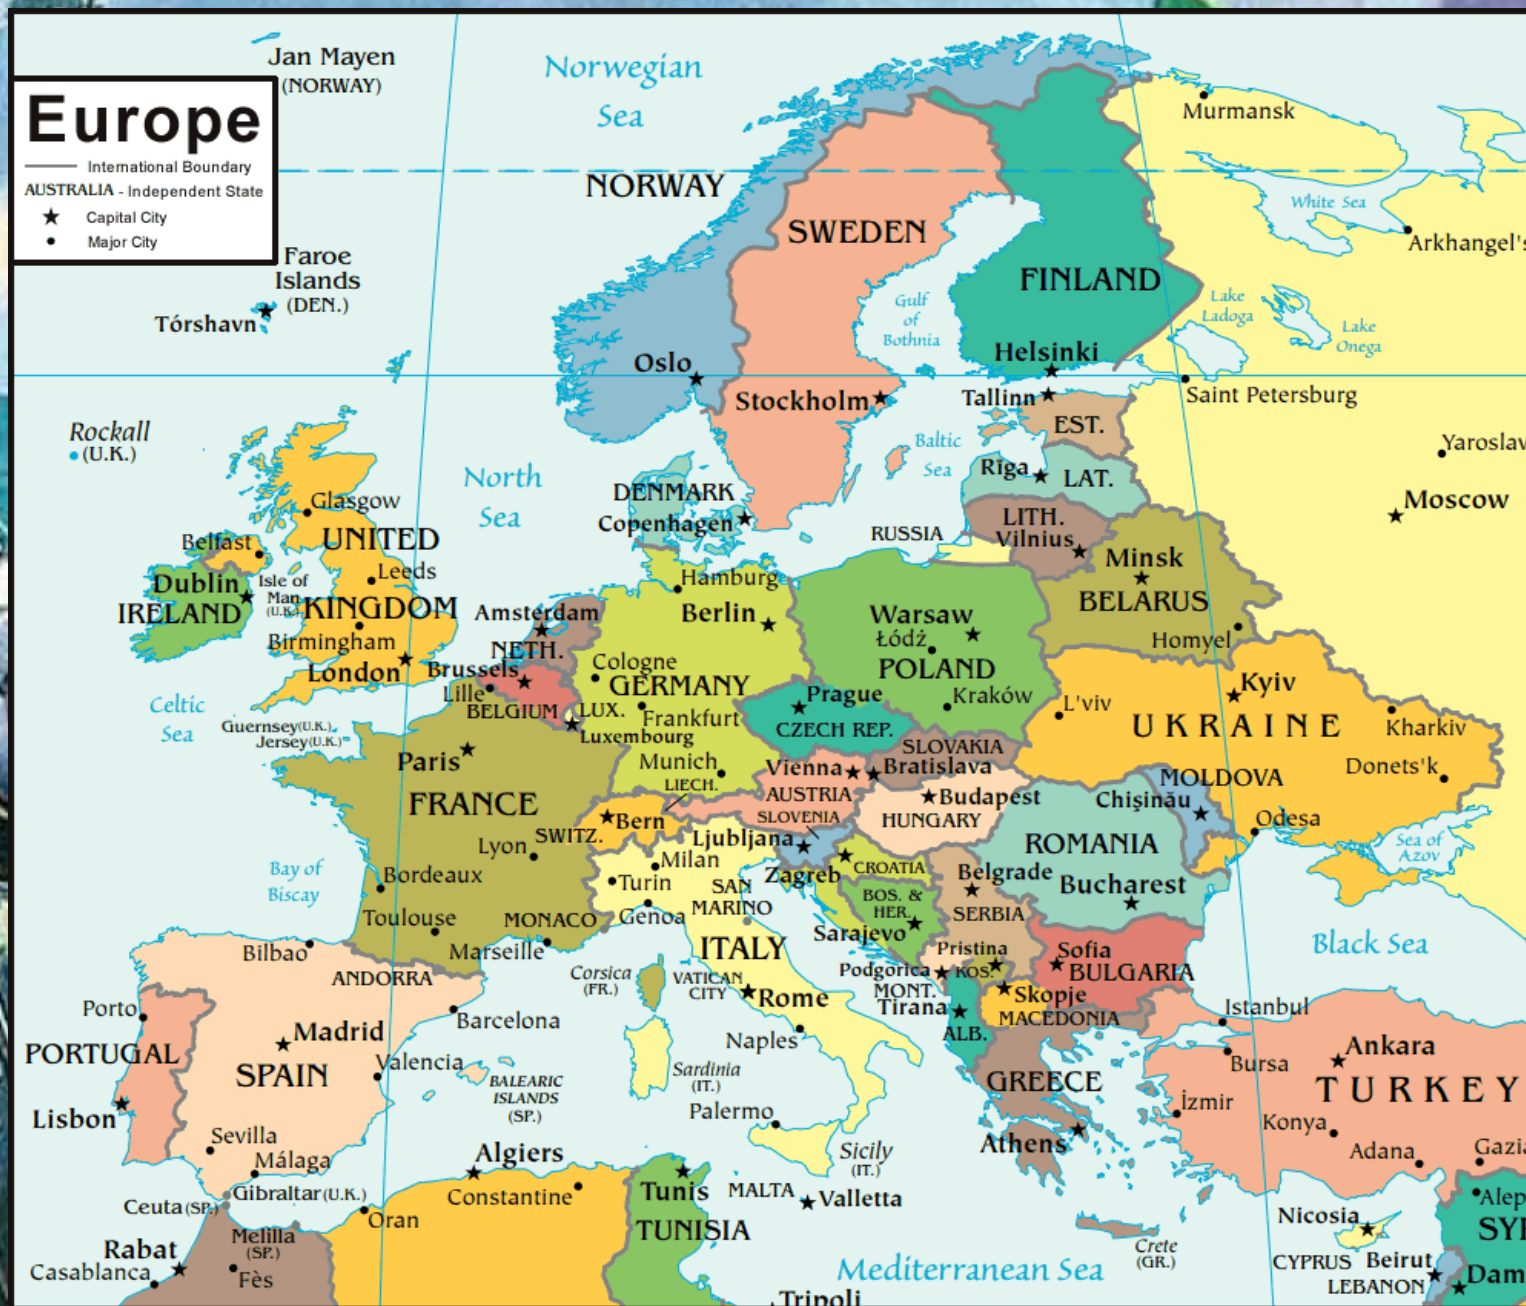 Jan Mayen
(NORWAY)
Norwegian
Sea
Europe
International Boundary
AUSTRALIA - Independent State
Capital City
Major City
Murmansk
NORWAY
White Sea
SWEDEN
Arkhangel's
Faroe
Islands
(DEN.)
Tórshavn
FINLAND
Gulf
of
Bothnia
Lake
Ladoga
Lake
Onega
Helsinki
Oslo
Stockholm
Tallinn
Saint Petersburg
EST.
Rockall
(U.K.)
Baltic
Sea
Yaroslav
North
Sea
Rīga
LAT.
DENMARK
Copenhagen
Moscow
Glasgow
UNITED
KINGDOM
LITH.
Vilnius
RUSSIA
Belfast
Minsk
BELARUS
Dublin
IRELAND
Isle of
Man
(U.K.)
Leeds
Hamburg
Berlin
Amsterdam
NETH.
Warsaw
Łódź
POLAND
Homyel
Birmingham
London
Brussels
Lille
BELGIUM
Cologne
GERMANY
Frankfurt
Prague
CZECH REP.
Kraków
L'viv
Kyiv
UKRAINE
Kharkiv
Celtic
Sea
Guernsey (U.K.)
Jersey (U.K.)
LUX.
Luxembourg
Paris
FRANCE
Munich
LIECH.
Vienna
AUSTRIA
SLOVENIA
SLOVAKIA
Bratislava
Donets'k
MOLDOVA
Chişinău
Budapest
HUNGARY
Odesa
Bern
SWITZ.
Ljubljana
Lyon
ROMANIA
Sea of
Azov
Bay of
Biscay
Bordeaux
Milan
Turin
Genoa
Zagreb
CROATIA
Belgrade
SERBIA
Bucharest
SAN
MARINO
BOS. &
HER.
Sarajevo
Toulouse
MONACO
Marseille
ITALY
Bilbao
ANDORRA
Corsica
(FR.)
VATICAN
CITY
Rome
Podgorica
MONT.
Pristina
KOS.
Sofia
BULGARIA
Black Sea
Porto
Madrid
Barcelona
Naples
Tirana
ALB.
Skopje
MACEDONIA
Istanbul
PORTUGAL
SPAIN
Valencia
Sardinia
(IT.)
GREECE
Bursa
Ankara
TURKEY
BALEARIC
ISLANDS
(SP.)
Lisbon
Palermo
İzmir
Konya
Adana
Gazia
Sevilla
Málaga
Algiers
Sicily
(IT.)
Athens
Gibraltar (U.K.)
Ceuta (SP.)
Constantine
Tunis
TUNISIA
MALTA
Valletta
Alep
Oran
Nicosia
CYPRUS
SY
Melilla
(SP.)
Rabat
Casablanca
Fès
Mediterranean Sea
Crete
(GR.)
Beirut
LEBANON
Dam
Tripoli